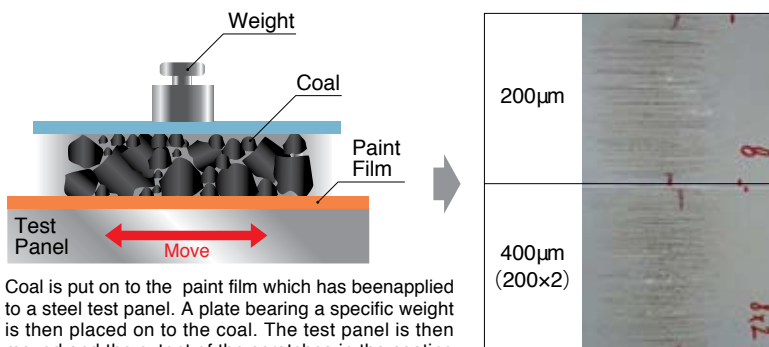 Weight
Coal
Paint
Film
Test
Panel
Move
Coal is put on to the paint film which has beenapplied
to a steel test panel. A plate bearing a specific weight
is then placed on to the coal. The test panel is then
200μm
8
400μm
(200×2)
8x2